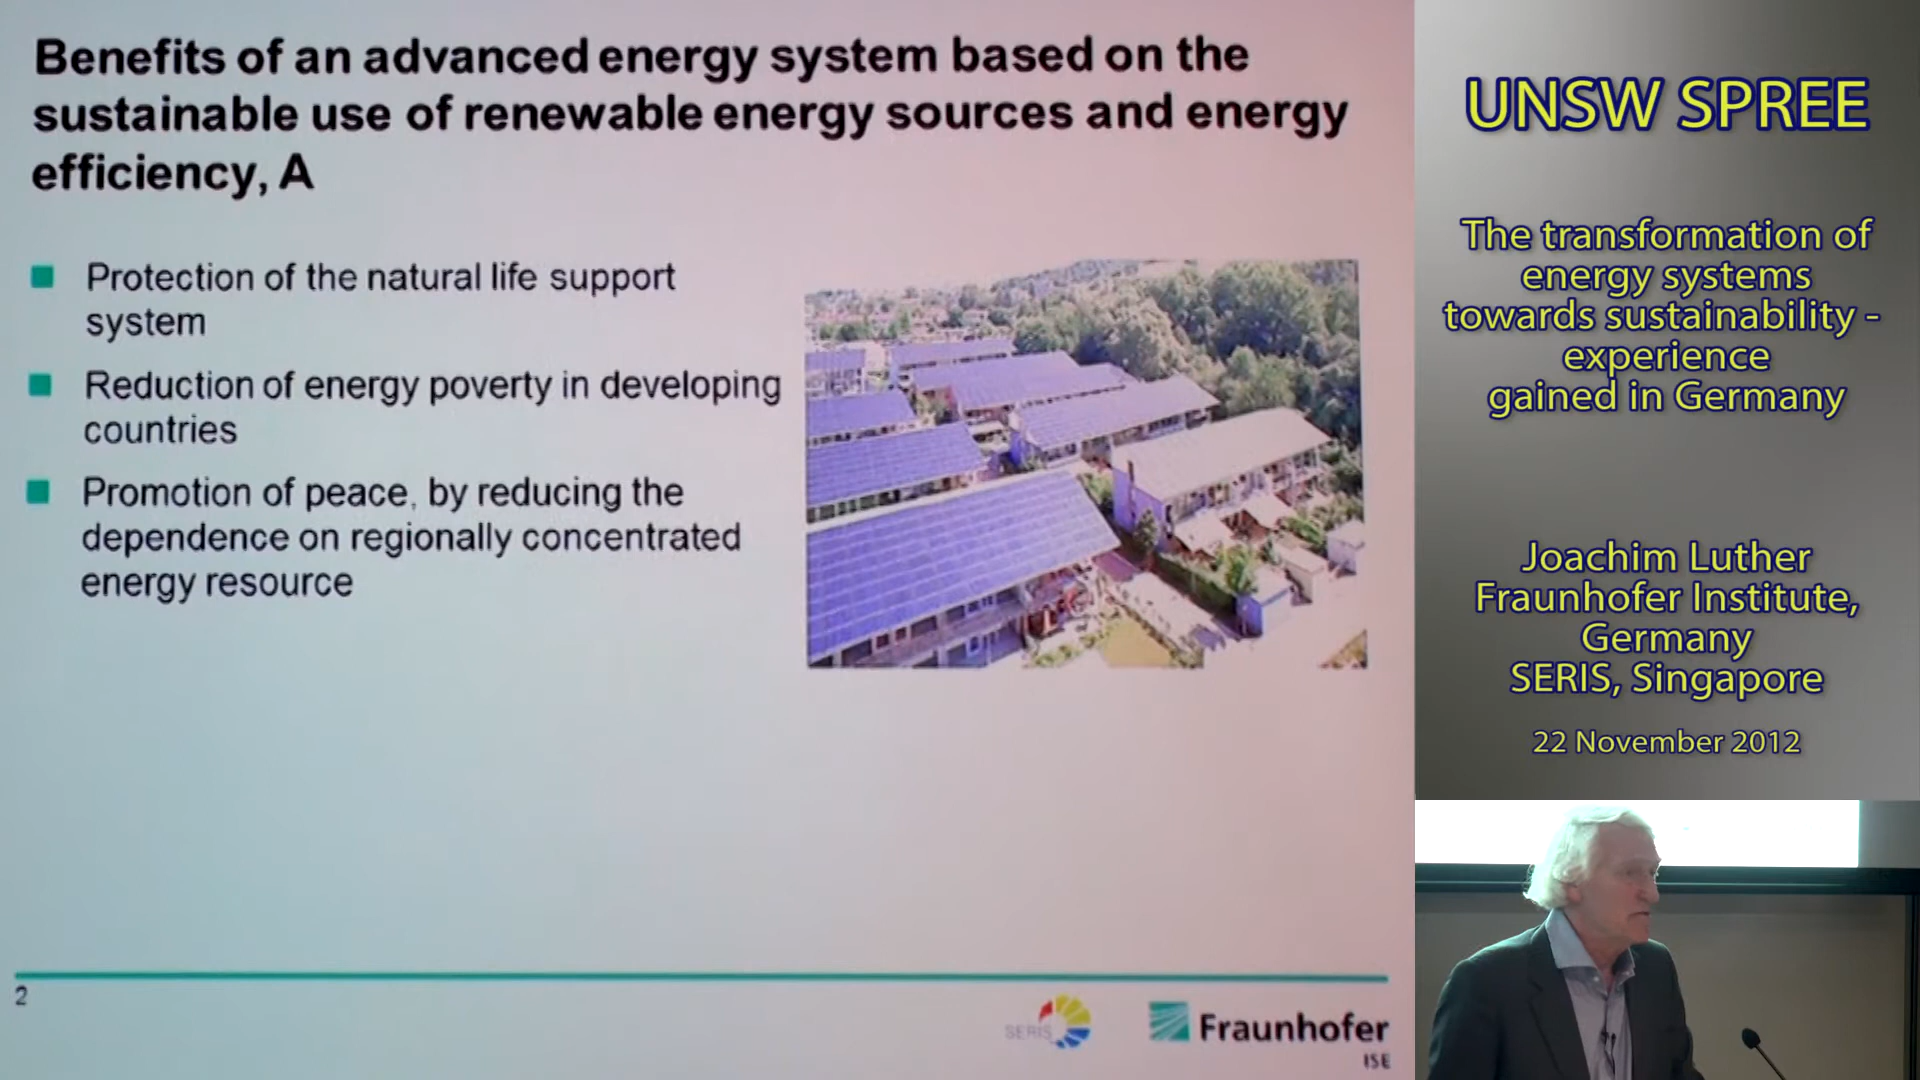 Benefits of an advanced energy system based on the
sustainable use of renewable energy sources and energy
efficiency, A
Protection of the natural life support
system
Reduction of energy poverty in developing
countries
Promotion of peace, by reducing the
dependence on regionally concentrated
energy resource
2
SERIS
Fraunhofer
ISE
UNSW SPREE
The transformation of
energy systems
towards sustainability -
experience
gained in Germany
Joachim Luther
Fraunhofer Institute,
Germany
SERIS, Singapore
22 November 2012